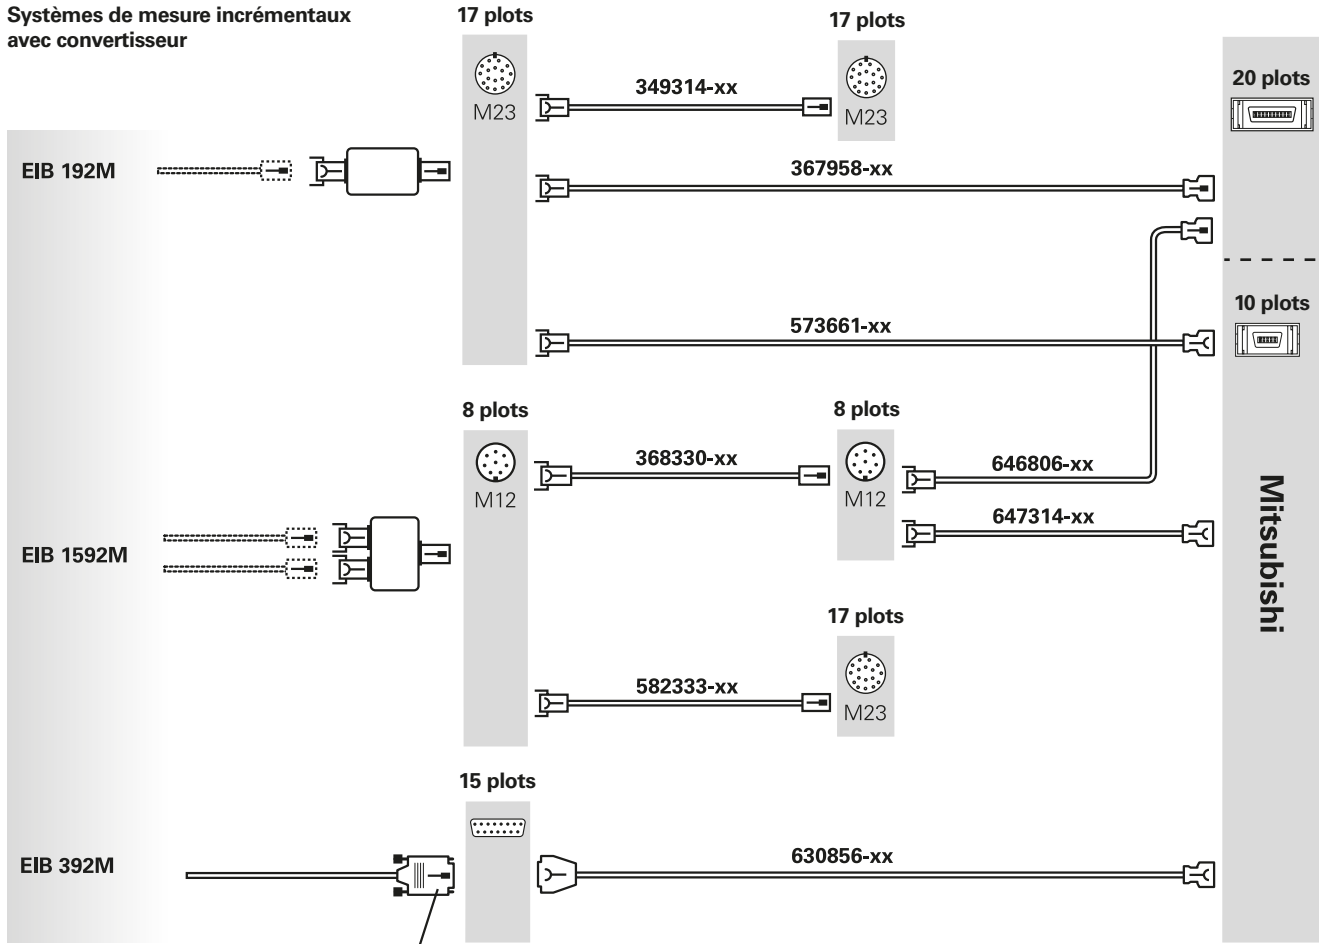 Systèmes de mesure incrémentaux
avec convertisseur
17 plots
17 plots
20 plots
349314-xx
M23
M23
EIB 192M
367958-xx
10 plots
573661-xx
8 plots
8 plots
368330-xx
646806-xx
M12
M12
647314-xx
EIB 1592M
Mitsubishi
17 plots
582333-xx
M23
15 plots
EIB 392M
630856-xx